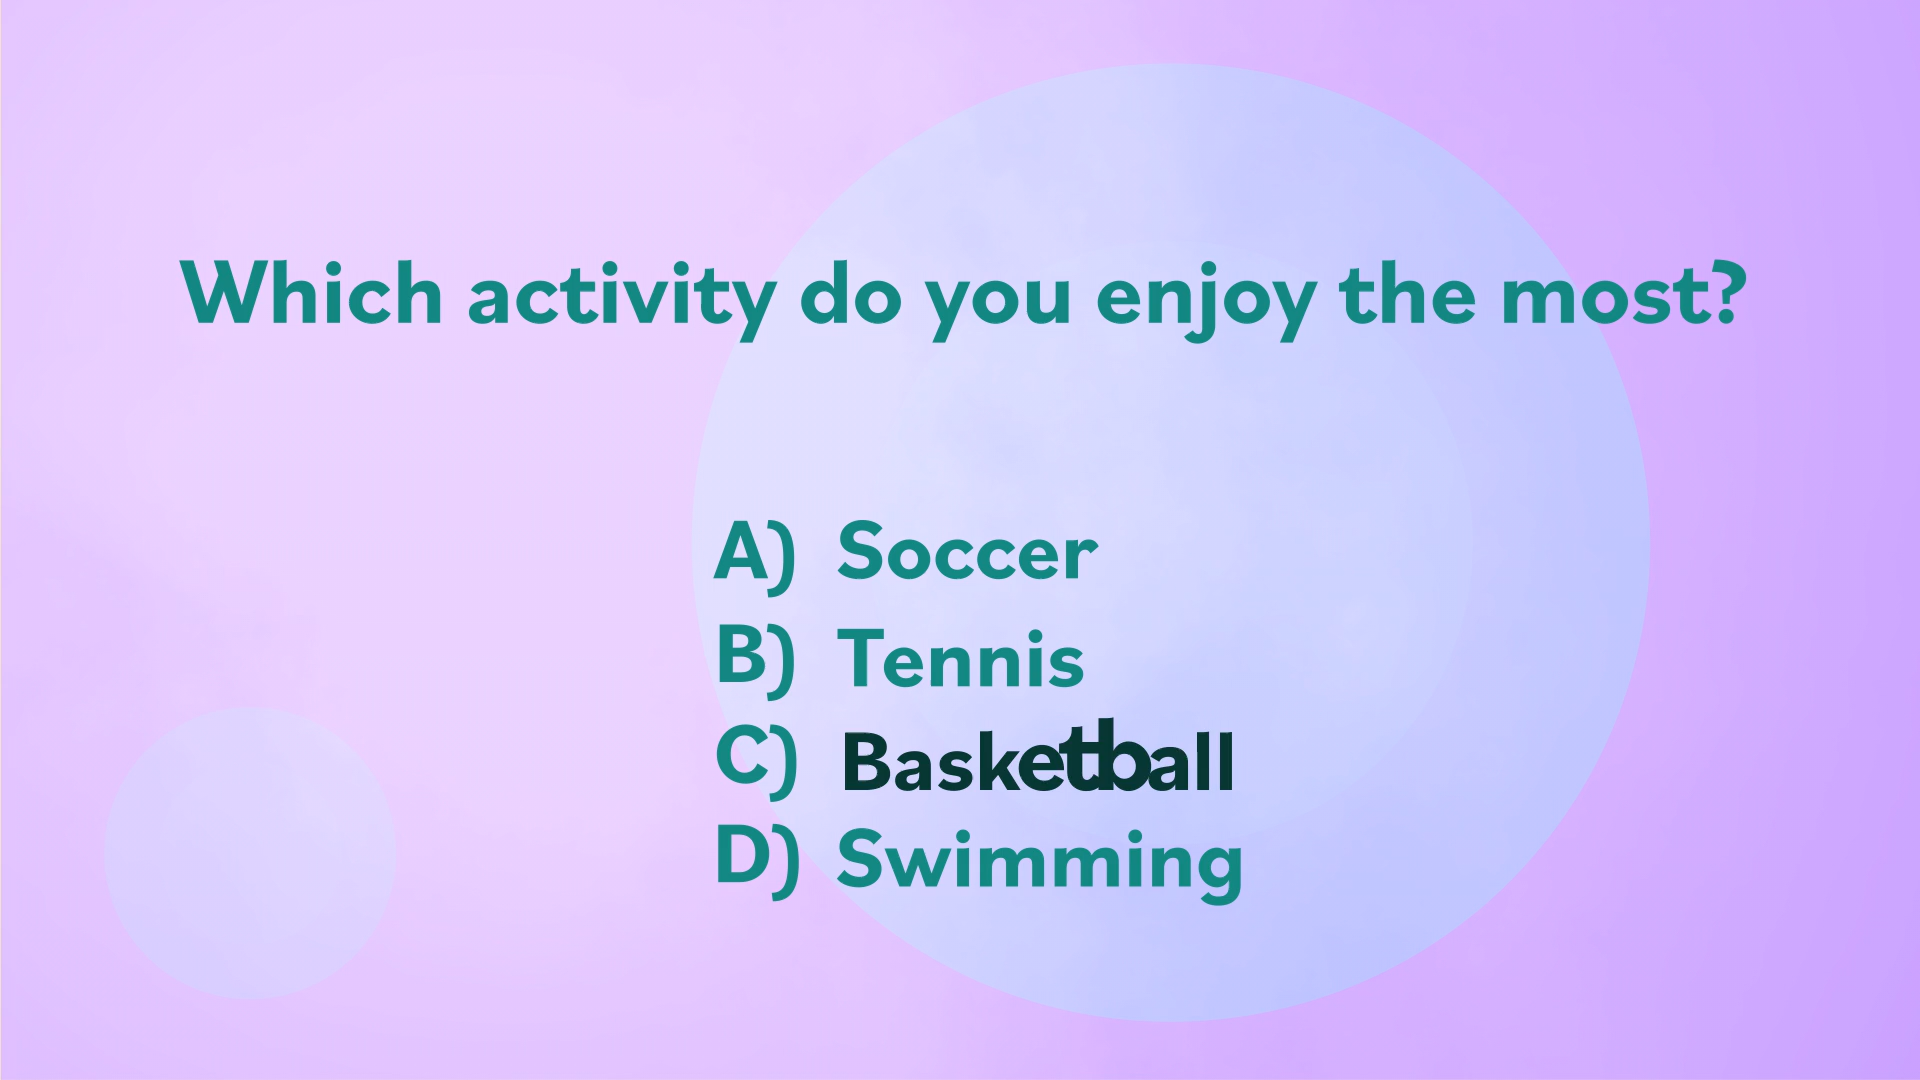 Which activity do you enjoy the most?
A) Soccer
B) Tennis
C) Basketball
D) Swimming